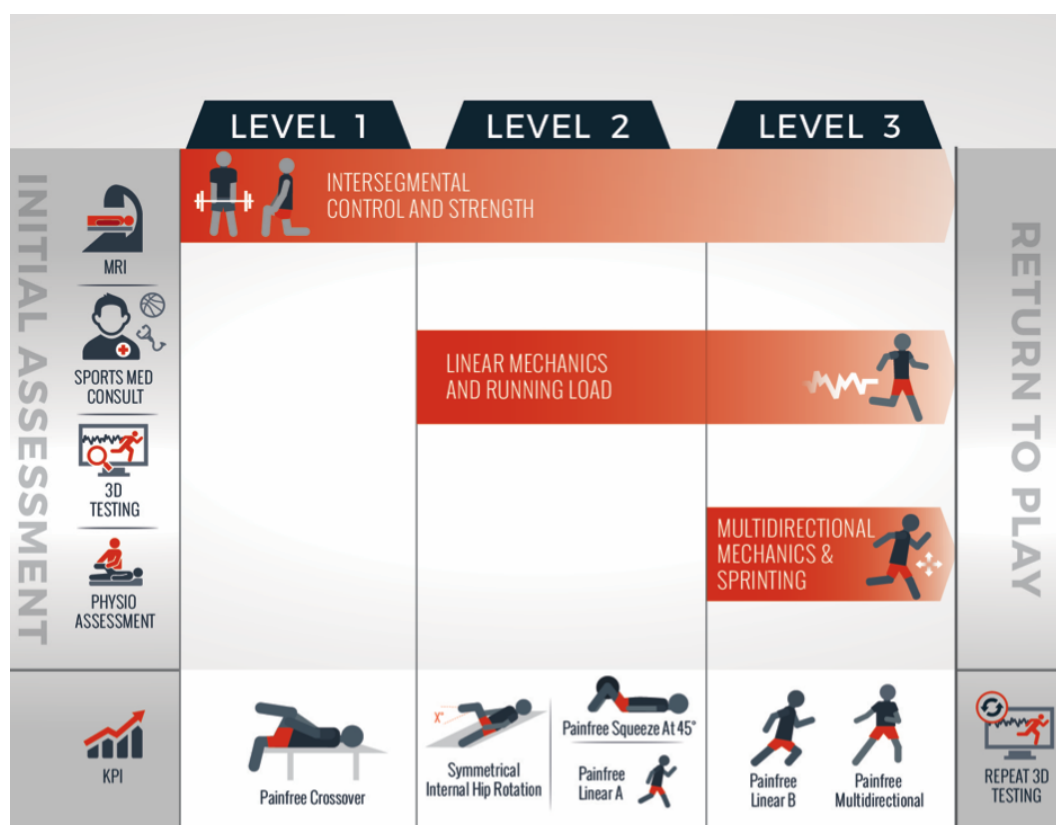 LEVEL 1
LEVEL 2
LEVEL 3
INITIAL ASSESSMENT
MRI
SPORTS MED
CONSULT
3D
TESTING
PHYSIO
ASSESSMENT
INTERSEGMENTAL
CONTROL AND STRENGTH
LINEAR MECHANICS
AND RUNNING LOAD
MULTIDIRECTIONAL
MECHANICS &
SPRINTING
RETURN TO PLAY
KPI
Painfree Crossover
X°
Symmetrical
Internal Hip Rotation
Painfree Squeeze At 45°
Painfree
Linear A
Painfree
Linear B
Painfree
Multidirectional
REPEAT 3D
TESTING